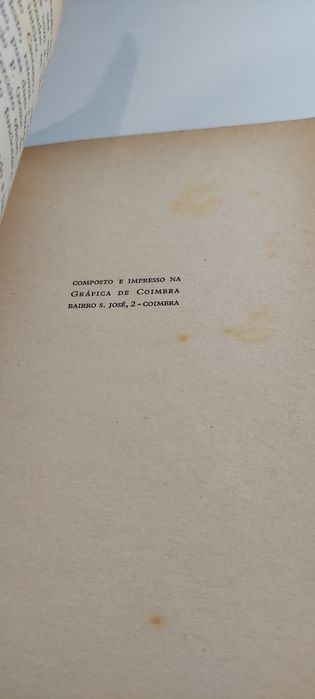 COMPOSTO E IMPRESSO NA
GRÁFICA DE COIMBRA
BAIRRO S. JOSÉ, 2 - COIMBRA